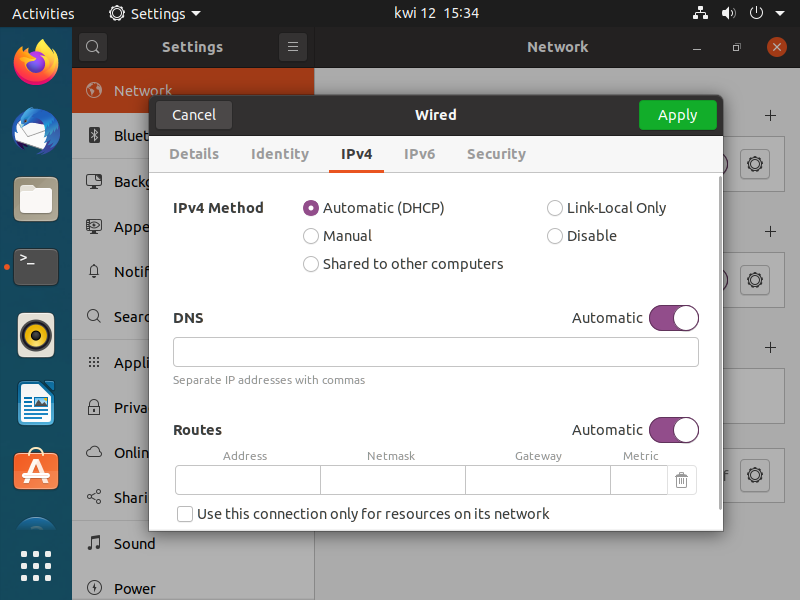 Activities Settings kwi 12 15:34
Settings Network
Network
Cancel Wired Apply
Details Identity IPv4 IPv6 Security
IPv4 Method Automatic (DHCP) Link-Local Only
Manual Disable
Shared to other computers
DNS Automatic
Separate IP addresses with commas
Routes Automatic
Address Netmask Gateway Metric
Use this connection only for resources on its network
Bluet
Backg
Appe
Notif
Searc
Appli
Priva
Onlin
Shari
Sound
Power
>_